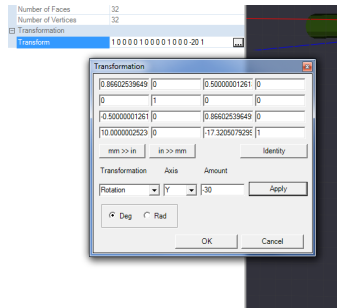 Number of Faces 32
Number of Vertices 32
Transformation
Transform 1 0 0 0 0 1 0 0 0 0 1 0 0 0 -20 1 ...
Transformation
0.86602539649 0 0.50000001261 0
0 1 0 0
-0.50000001261 0 0.86602539649 0
10.0000002523 0 -17.3205079299 1
mm >> in in >> mm Identity
Transformation Axis Amount
Rotation Y -30 Apply
Deg Rad
OK Cancel